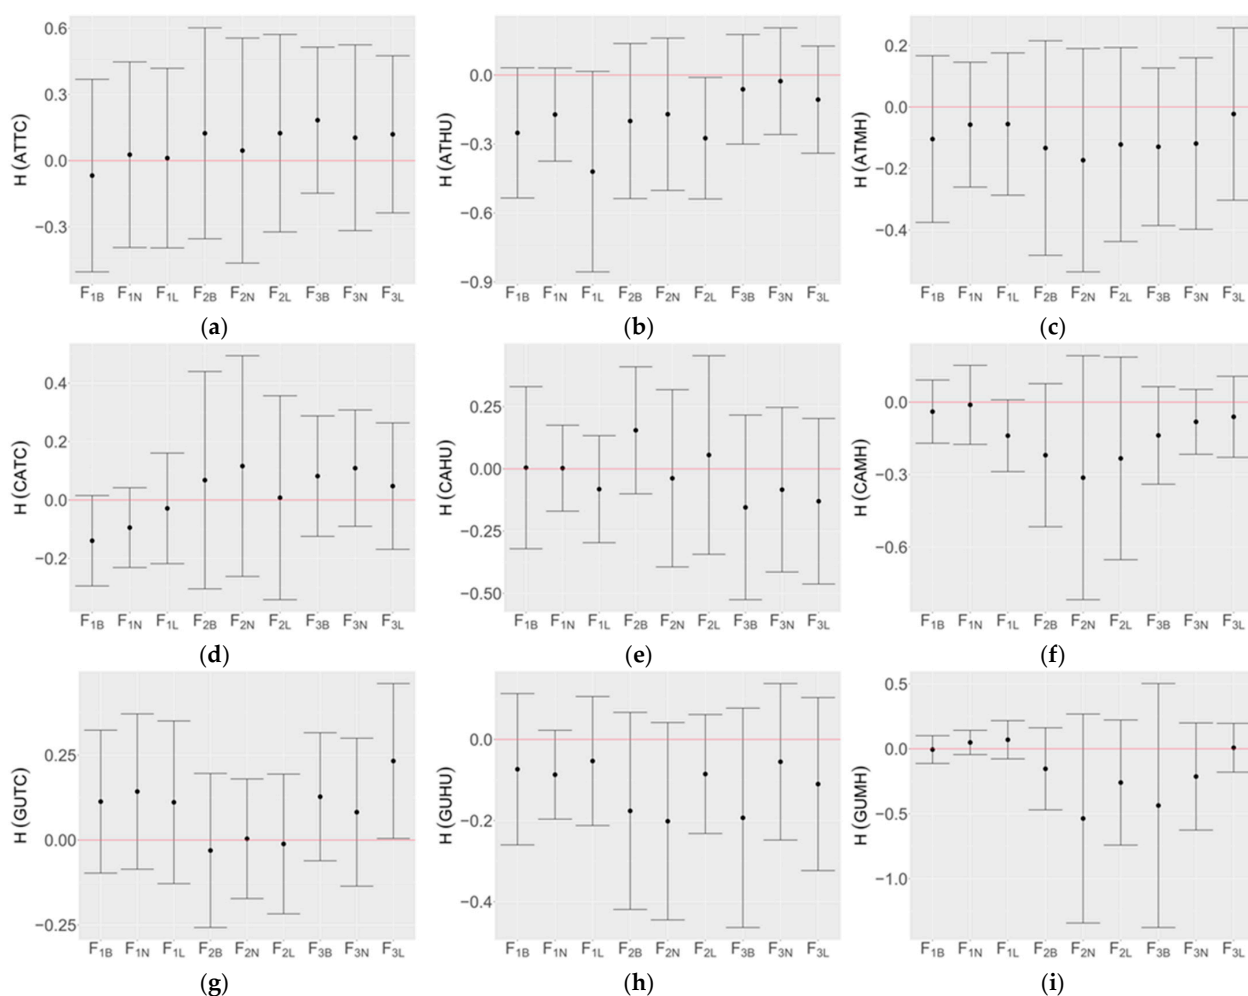 H (ATTC)
0.6
0.3
0.0
−0.3
F1B F1N F1L F2B F2N F2L F3B F3N F3L
(a)
H (ATHU)
0.0
−0.3
−0.6
−0.9
F1B F1N F1L F2B F2N F2L F3B F3N F3L
(b)
H (ATMH)
0.2
0.0
−0.2
−0.4
F1B F1N F1L F2B F2N F2L F3B F3N F3L
(c)
H (CATC)
0.4
0.2
0.0
−0.2
F1B F1N F1L F2B F2N F2L F3B F3N F3L
(d)
H (CAHU)
0.25
0.00
−0.25
−0.50
F1B F1N F1L F2B F2N F2L F3B F3N F3L
(e)
H (CAMH)
0.0
−0.3
−0.6
F1B F1N F1L F2B F2N F2L F3B F3N F3L
(f)
H (GUTC)
0.25
0.00
−0.25
F1B F1N F1L F2B F2N F2L F3B F3N F3L
(g)
H (GUHU)
0.0
−0.2
−0.4
F1B F1N F1L F2B F2N F2L F3B F3N F3L
(h)
H (GUMH)
0.5
0.0
−0.5
−1.0
F1B F1N F1L F2B F2N F2L F3B F3N F3L
(i)